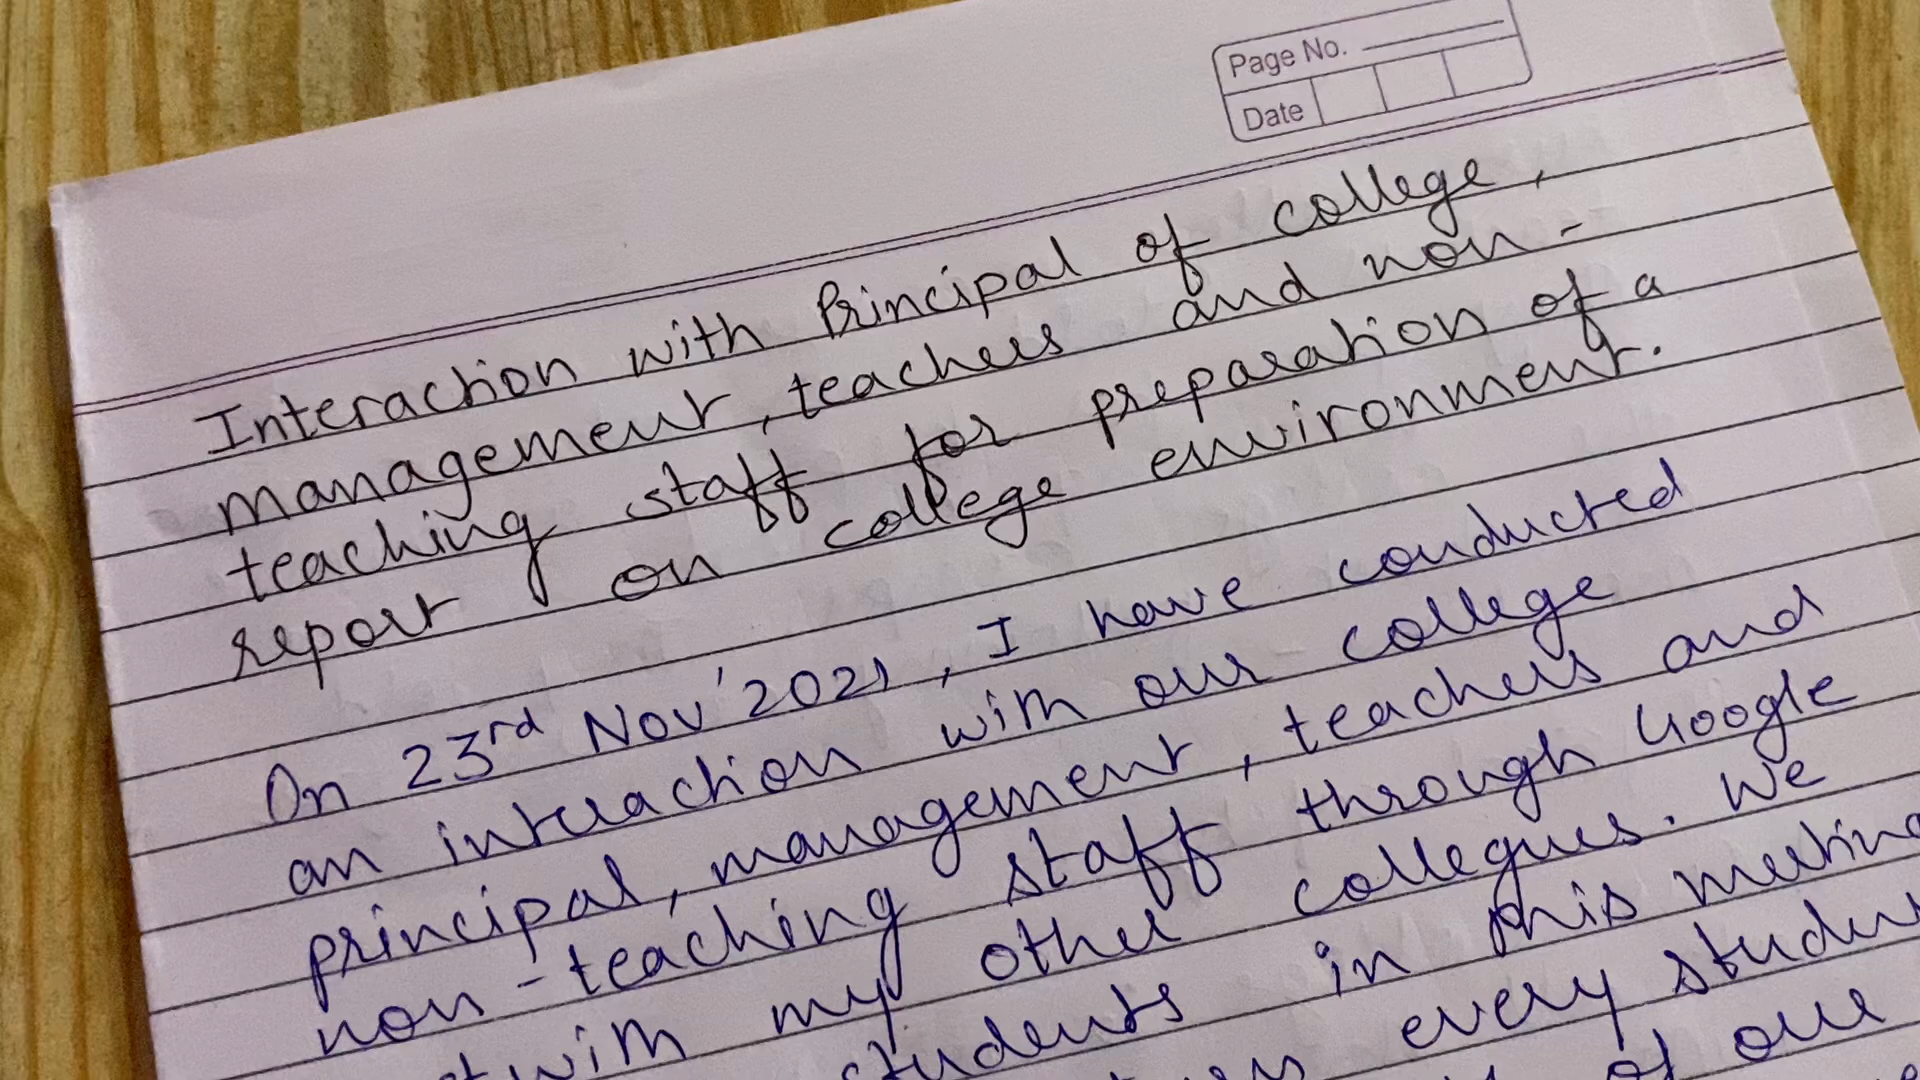 Page No.
Date
Interaction with Principal of college,
management, teachers and non-
teaching staff for preparation of a
report on college environment.
On 23rd Nov'2021, I have conducted
an interaction with our college
principal, management, teachers and
non-teaching staff through Google
with my other collegues. We
students in this meeting
every student
of our